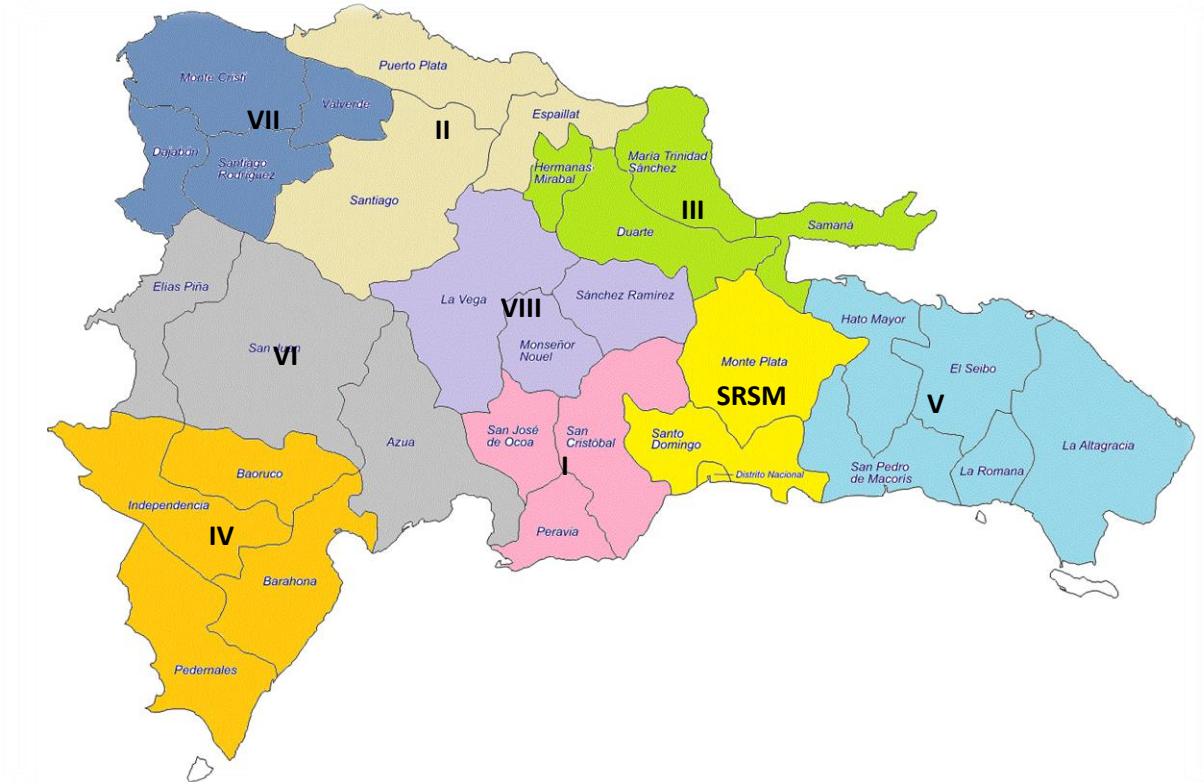 Puerto Plata
Monte Cristi
Valverde
VII
II
Espaillat
Dajabón
Santiago
Rodríguez
Hermanas
Mirabal
María Trinidad
Sánchez
Santiago
III
Duarte
Samaná
Elías Piña
La Vega
VIII
Sánchez Ramírez
Hato Mayor
San Juan
VI
Monseñor
Nouel
Monte Plata
SRSM
El Seibo
V
Azua
San José
de Ocoa
San
Cristóbal
I
Santo
Domingo
Distrito Nacional
San Pedro
de Macorís
La Romana
La Altagracia
Baoruco
Independencia
IV
Peravia
Barahona
Pedernales